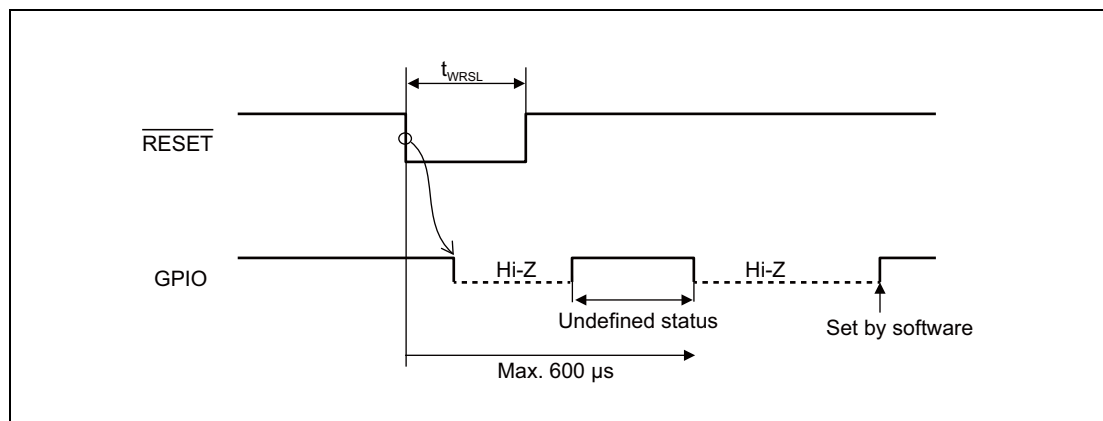 tWRSL
RESET
GPIO
Hi-Z
Hi-Z
Undefined status
Set by software
Max. 600 µs